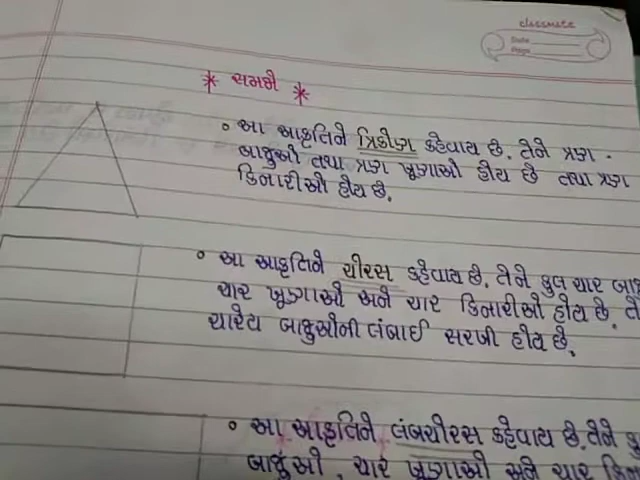 classmate
Date
Page
* સમજો *
• આ આકૃતિને ત્રિકોણ કહેવાય છે. તેને ત્રણ
બાજુઓ તથા ત્રણ ખૂણાઓ હોય છે તથા ત્રણ
કિનારીઓ હોય છે.
• આ આકૃતિને ચોરસ કહેવાય છે. તેને કુલ ચાર
ચાર ખૂણાઓ અને ચાર કિનારીઓ હોય છે.
ચારેય બાજુઓની લંબાઈ સરખી હોય છે.
• આ આકૃતિને લંબચોરસ કહેવાય છે. તેને
બાજુઓ, ચાર ખૂણાઓ અને ચાર